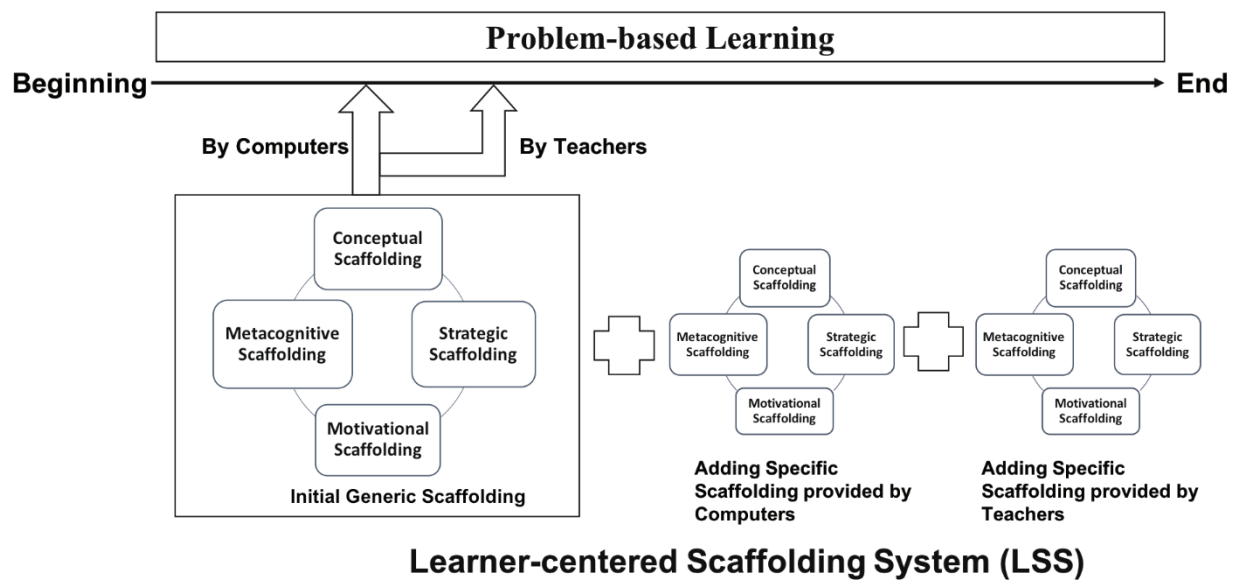 Problem-based Learning
Beginning
End
By Computers
By Teachers
Conceptual
Scaffolding
Metacognitive
Scaffolding
Strategic
Scaffolding
Motivational
Scaffolding
Initial Generic Scaffolding
Conceptual
Scaffolding
Metacognitive
Scaffolding
Strategic
Scaffolding
Motivational
Scaffolding
Adding Specific
Scaffolding provided by
Computers
Conceptual
Scaffolding
Metacognitive
Scaffolding
Strategic
Scaffolding
Motivational
Scaffolding
Adding Specific
Scaffolding provided by
Teachers
Learner-centered Scaffolding System (LSS)